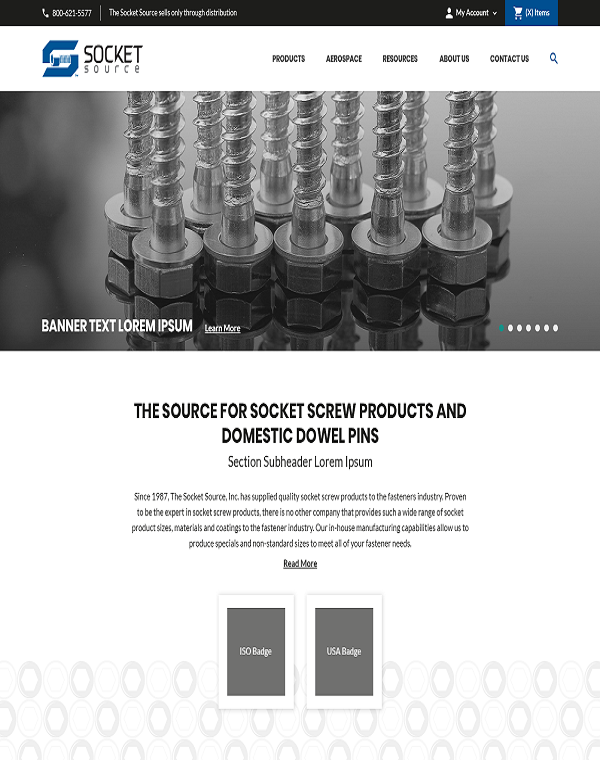 800-621-5577
The Socket Source sells only through distribution
My Account
(X) Items
SOCKET
source
PRODUCTS
AEROSPACE
RESOURCES
ABOUT US
CONTACT US
BANNER TEXT LOREM IPSUM
Learn More
THE SOURCE FOR SOCKET SCREW PRODUCTS AND
DOMESTIC DOWEL PINS
Section Subheader Lorem Ipsum
Since 1987, The Socket Source, Inc. has supplied quality socket screw products to the fasteners industry. Proven
to be the expert in socket screw products, there is no other company that provides such a wide range of socket
product sizes, materials and coatings to the fastener industry. Our in-house manufacturing capabilities allow us to
produce specials and non-standard sizes to meet all of your fastener needs.
Read More
ISO Badge
USA Badge